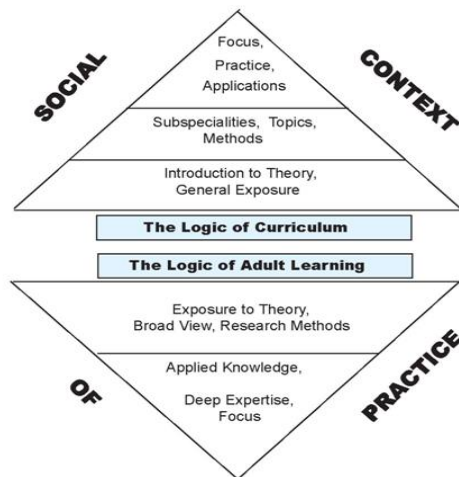 SOCIAL
CONTEXT
Focus,
Practice,
Applications
Subspecialities, Topics,
Methods
Introduction to Theory,
General Exposure
The Logic of Curriculum
The Logic of Adult Learning
Exposure to Theory,
Broad View, Research Methods
Applied Knowledge,
Deep Expertise,
Focus
OF
PRACTICE